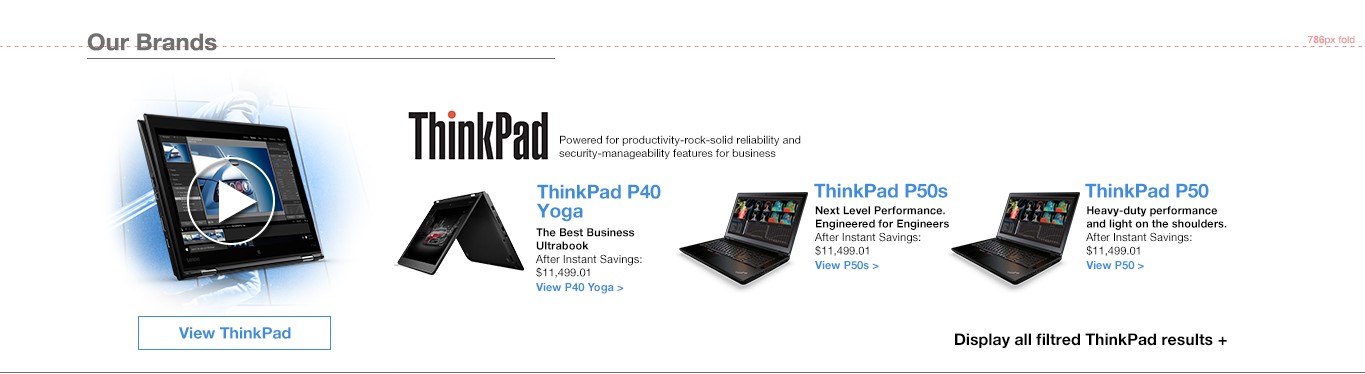 Our Brands
786px fold
ThinkPad
Powered for productivity-rock-solid reliability and
security-manageability features for business
ThinkPad P40
Yoga
The Best Business
Ultrabook
After Instant Savings:
$11,499.01
View P40 Yoga >
ThinkPad P50s
Next Level Performance.
Engineered for Engineers
After Instant Savings:
$11,499.01
View P50s >
ThinkPad P50
Heavy-duty performance
and light on the shoulders.
After Instant Savings:
$11,499.01
View P50 >
View ThinkPad
Display all filtred ThinkPad results +